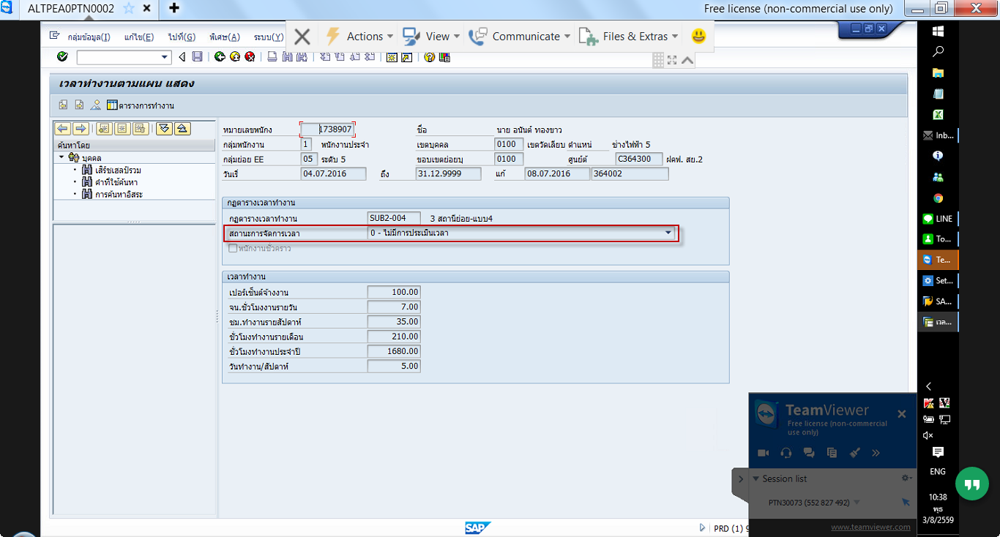 ALTPEA0PTN0002
Free license (non-commercial use only)
กลุ่มข้อมูล(I) แก้ไข(E) ไปที่(G) พิเศษ(A) ระบบ(Y)
Actions View Communicate Files & Extras
เวลาทำงานตามแผน แสดง
ตารางการทำงาน
ค้นหาโดย
บุคคล
เสิร์ชเฮลป์รวม
คำที่ใช้ค้นหา
การค้นหาอิสระ
หมายเลขพนักง 1738907 ชื่อ นาย อนันต์ ทองขาว
กลุ่มพนักงาน 1 พนักงานประจำ เขตบุคคล 0100 เขตวัดเลียบ ตำแหน่ ช่างไฟฟ้า 5
กลุ่มย่อย EE 05 ระดับ 5 ขอบเขตย่อยบุ 0100 ศูนย์ต้ C364300 ฝคฟ. สย.2
วันเริ่ 04.07.2016 ถึง 31.12.9999 แก้ 08.07.2016 364002
กฏตารางเวลาทำงาน
กฏตารางเวลาทำงาน SUB2-004 3 สถานีย่อย-แบบ4
สถานะการจัดการเวลา 0 - ไม่มีการประเมินเวลา
พนักงานชั่วคราว
เวลาทำงาน
เปอร์เซ็นต์จ้างงาน 100.00
จน.ชั่วโมงงานรายวัน 7.00
ชม.ทำงานรายสัปดาห์ 35.00
ชั่วโมงทำงานรายเดือน 210.00
ชั่วโมงทำงานประจำปี 1680.00
วันทำงาน/สัปดาห์ 5.00
SAP
PRD (1) 9
TeamViewer
Free license (non-commercial
use only)
Session list
PTN30073 (552 827 492)
www.teamviewer.com
Inb...
LINE
To...
Te...
Set...
SA...
เวล...
ENG
10:38
พุธ
3/8/2559